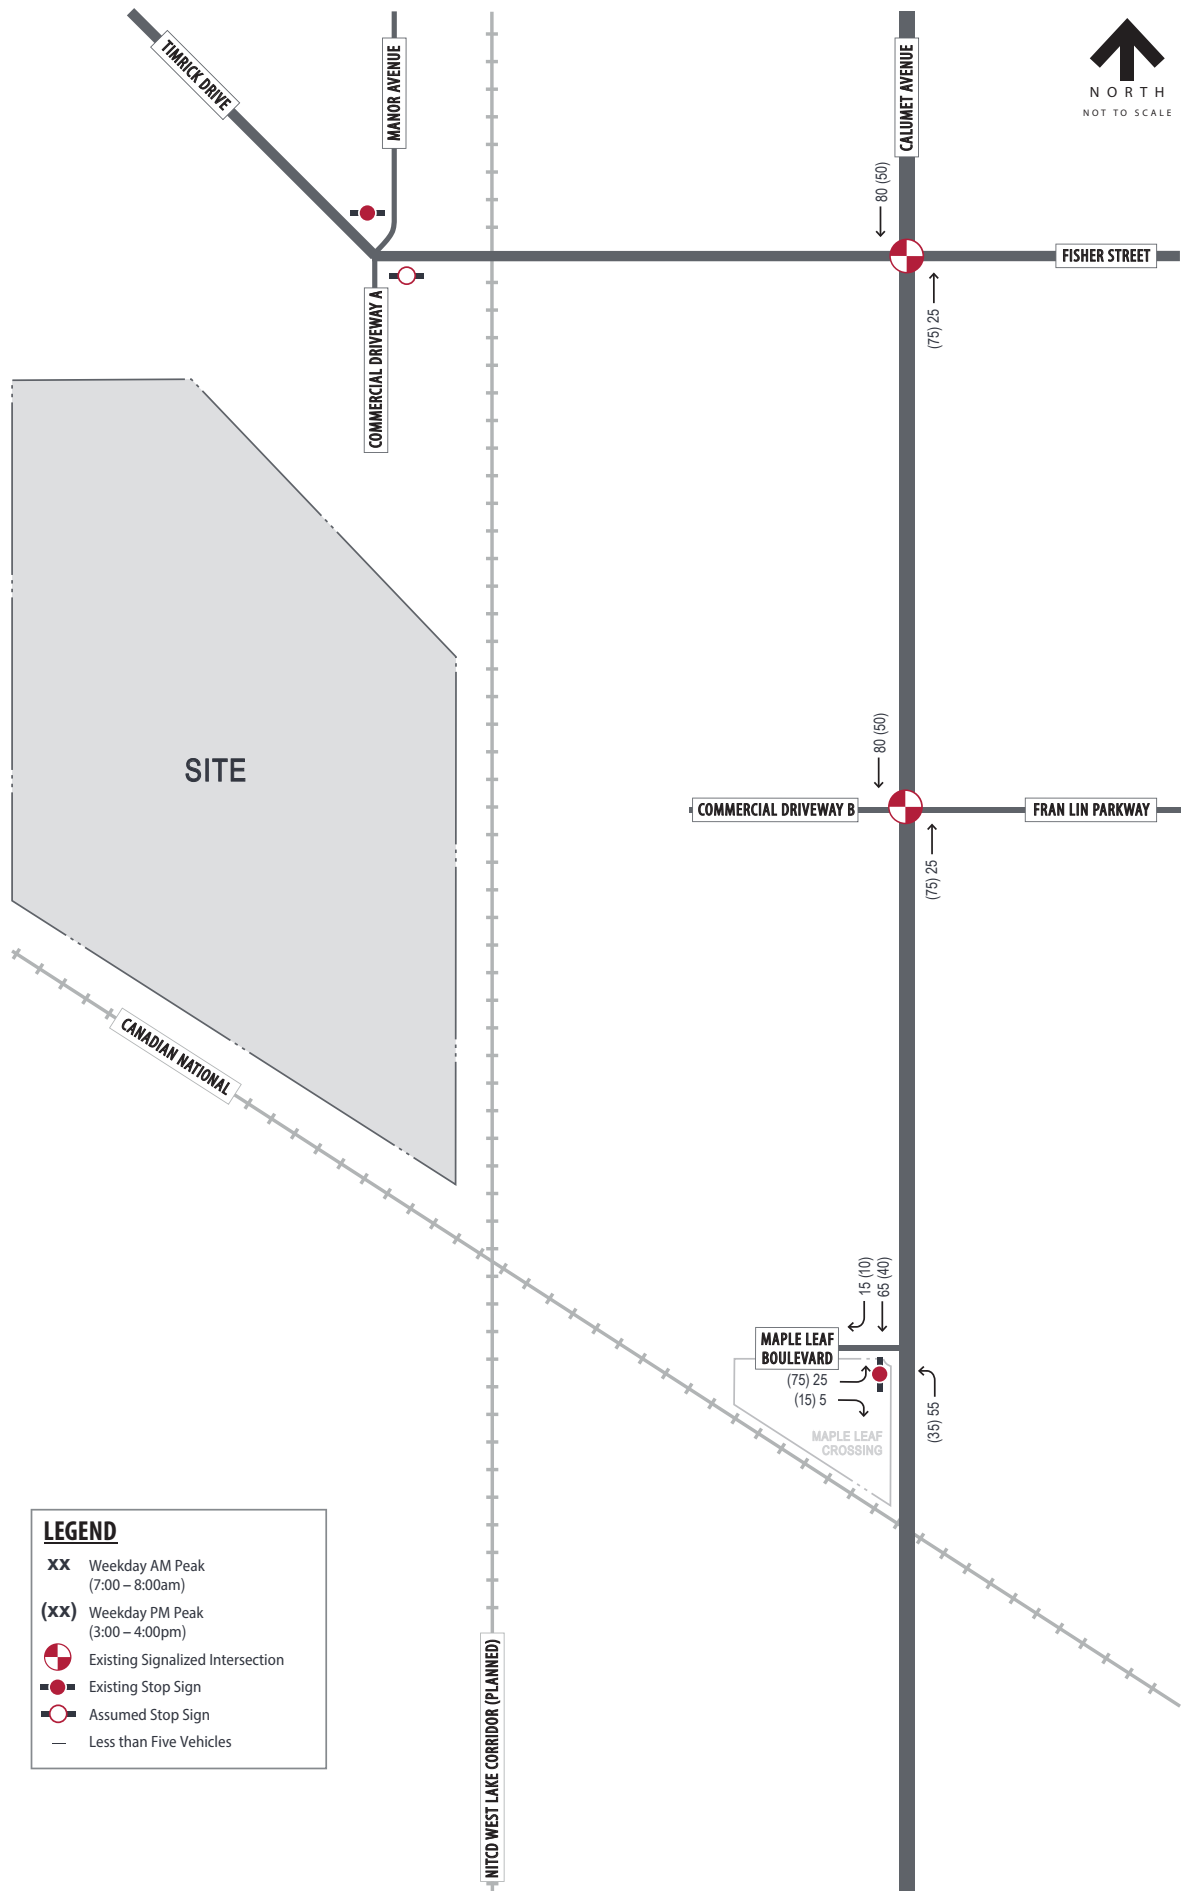 TIMRICK DRIVE
MANOR AVENUE
CALUMET AVENUE
NORTH
NOT TO SCALE
80 (50)
FISHER STREET
(75) 25
COMMERCIAL DRIVEWAY A
SITE
80 (50)
COMMERCIAL DRIVEWAY B
FRAN LIN PARKWAY
(75) 25
CANADIAN NATIONAL
15 (10)
65 (40)
MAPLE LEAF
BOULEVARD
(75) 25
(15) 5
(35) 55
MAPLE LEAF
CROSSING
LEGEND
xx Weekday AM Peak
(7:00 – 8:00am)
(xx) Weekday PM Peak
(3:00 – 4:00pm)
Existing Signalized Intersection
Existing Stop Sign
Assumed Stop Sign
— Less than Five Vehicles
NITCD WEST LAKE CORRIDOR (PLANNED)